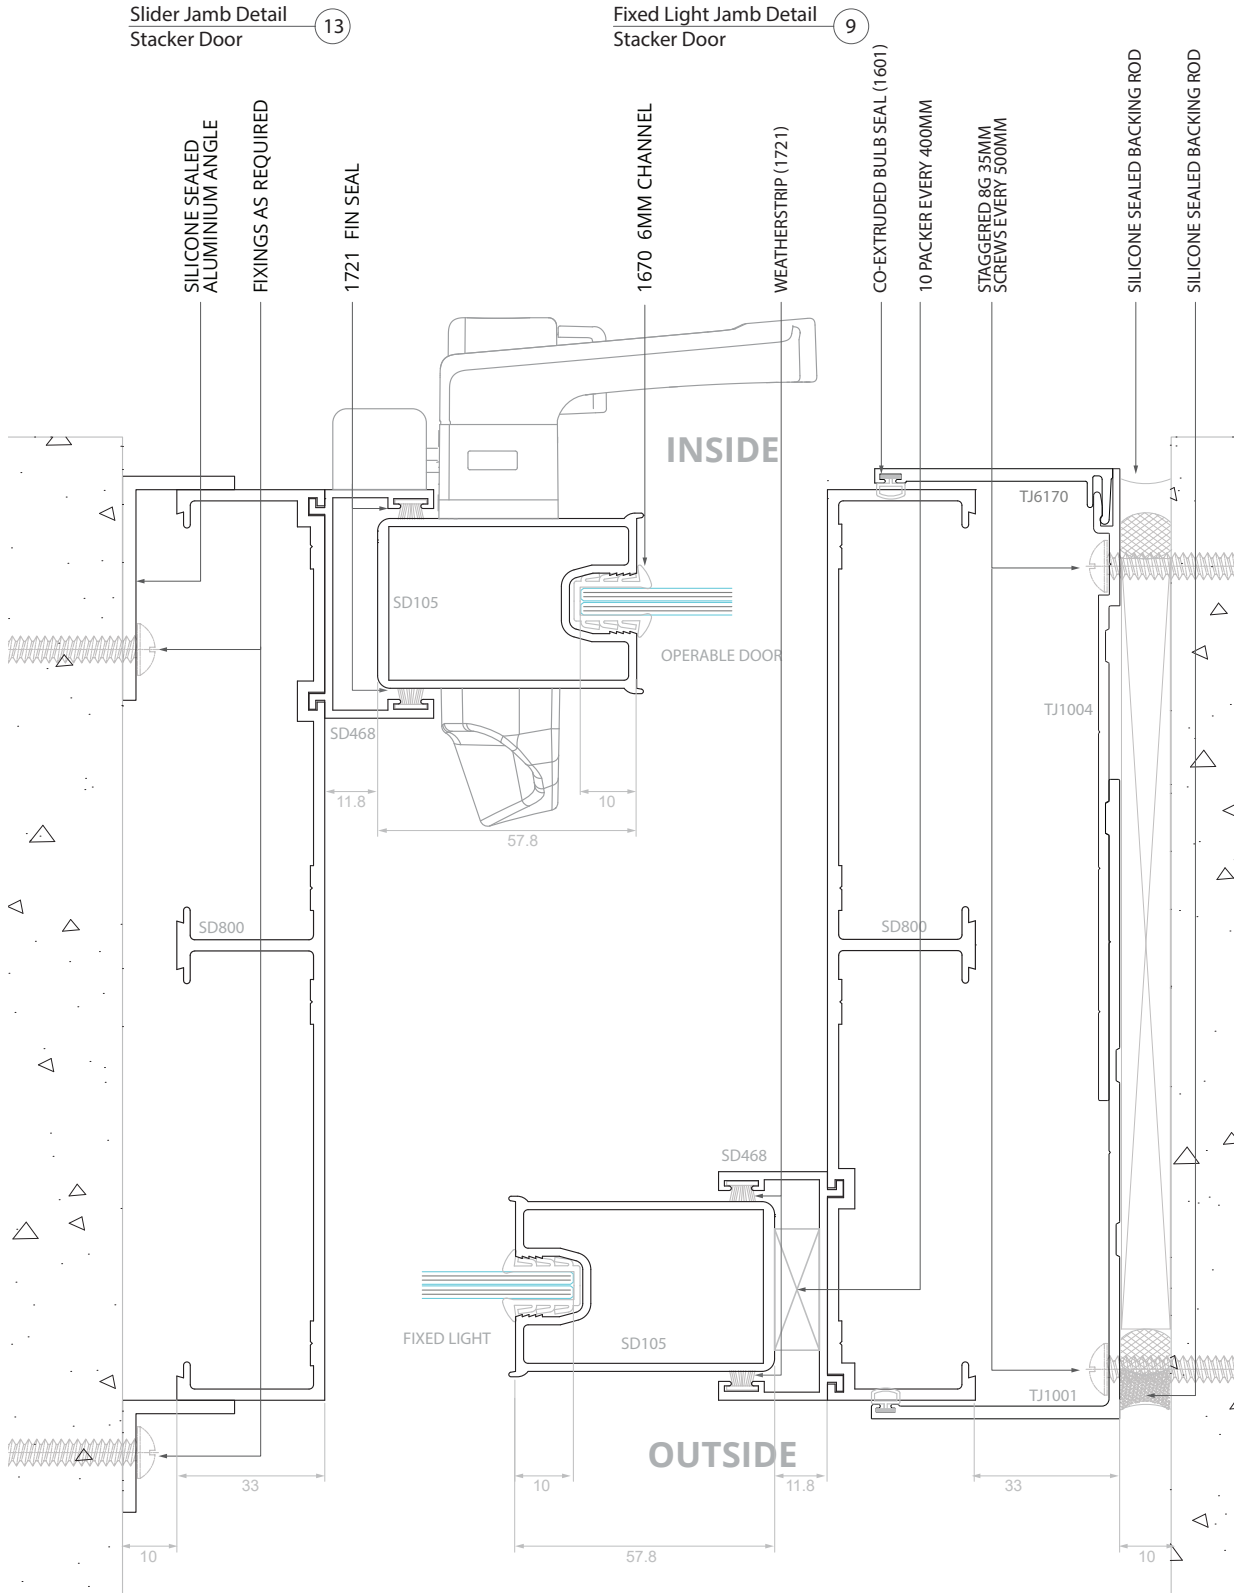 Slider Jamb Detail
Stacker Door
13
Fixed Light Jamb Detail
Stacker Door
9
SILICONE SEALED
ALUMINIUM ANGLE
FIXINGS AS REQUIRED
1721 FIN SEAL
1670 6MM CHANNEL
WEATHERSTRIP (1721)
CO-EXTRUDED BULB SEAL (1601)
10 PACKER EVERY 400MM
STAGGERED 8G 35MM
SCREWS EVERY 500MM
SILICONE SEALED BACKING ROD
SILICONE SEALED BACKING ROD
INSIDE
TJ6170
SD105
OPERABLE DOOR
TJ1004
SD468
11.8
10
57.8
SD800
SD800
SD468
FIXED LIGHT
SD105
TJ1001
OUTSIDE
33
10
11.8
33
10
57.8
10